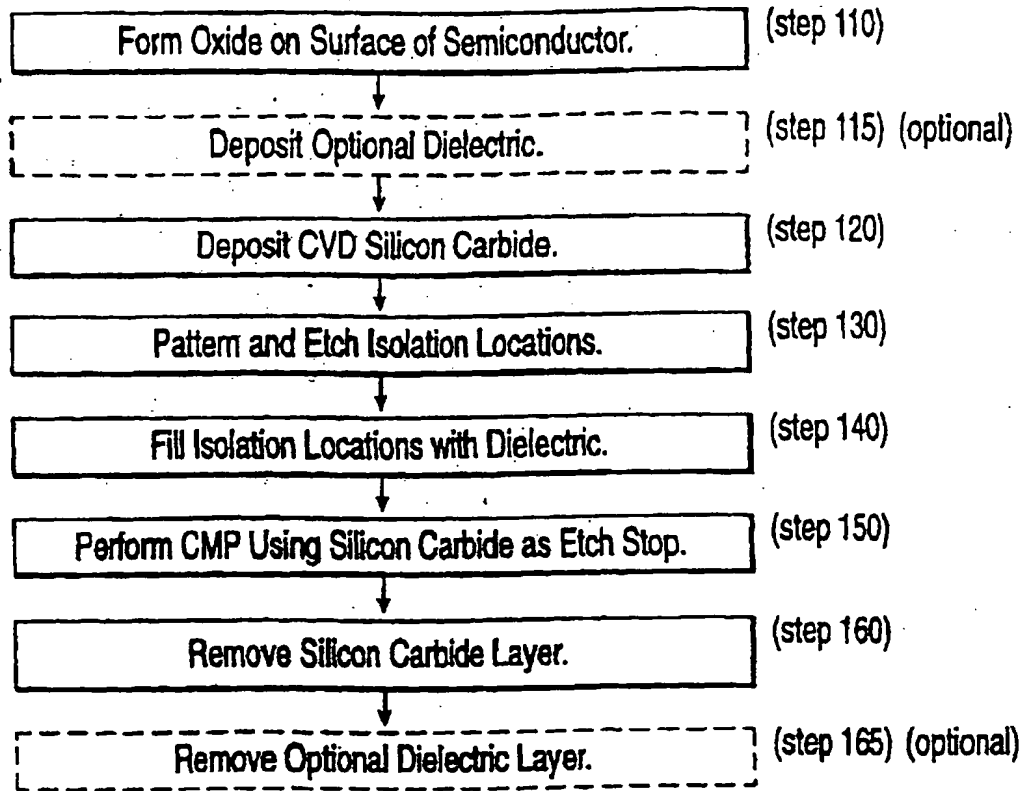 Form Oxide on Surface of Semiconductor. (step 110)
Deposit Optional Dielectric. (step 115) (optional)
Deposit CVD Silicon Carbide. (step 120)
Pattern and Etch Isolation Locations. (step 130)
Fill Isolation Locations with Dielectric. (step 140)
Perform CMP Using Silicon Carbide as Etch Stop. (step 150)
Remove Silicon Carbide Layer. (step 160)
Remove Optional Dielectric Layer. (step 165) (optional)